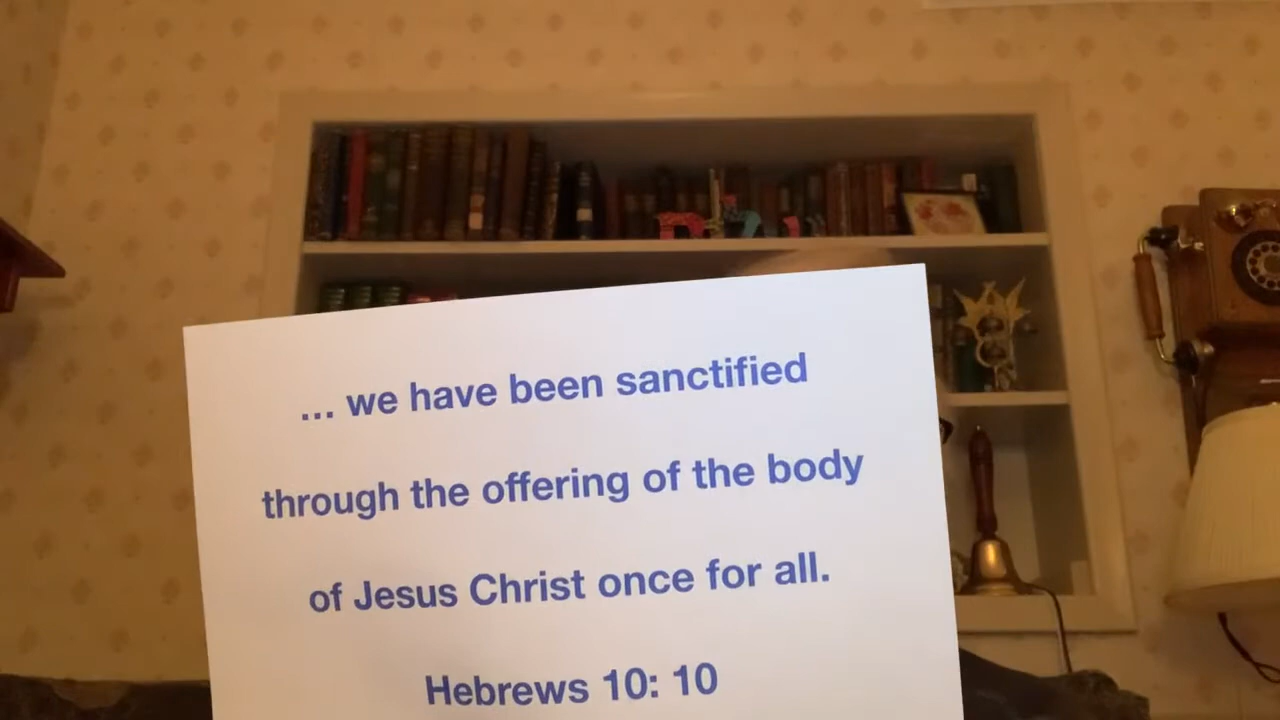 ... we have been sanctified
through the offering of the body
of Jesus Christ once for all.
Hebrews 10: 10